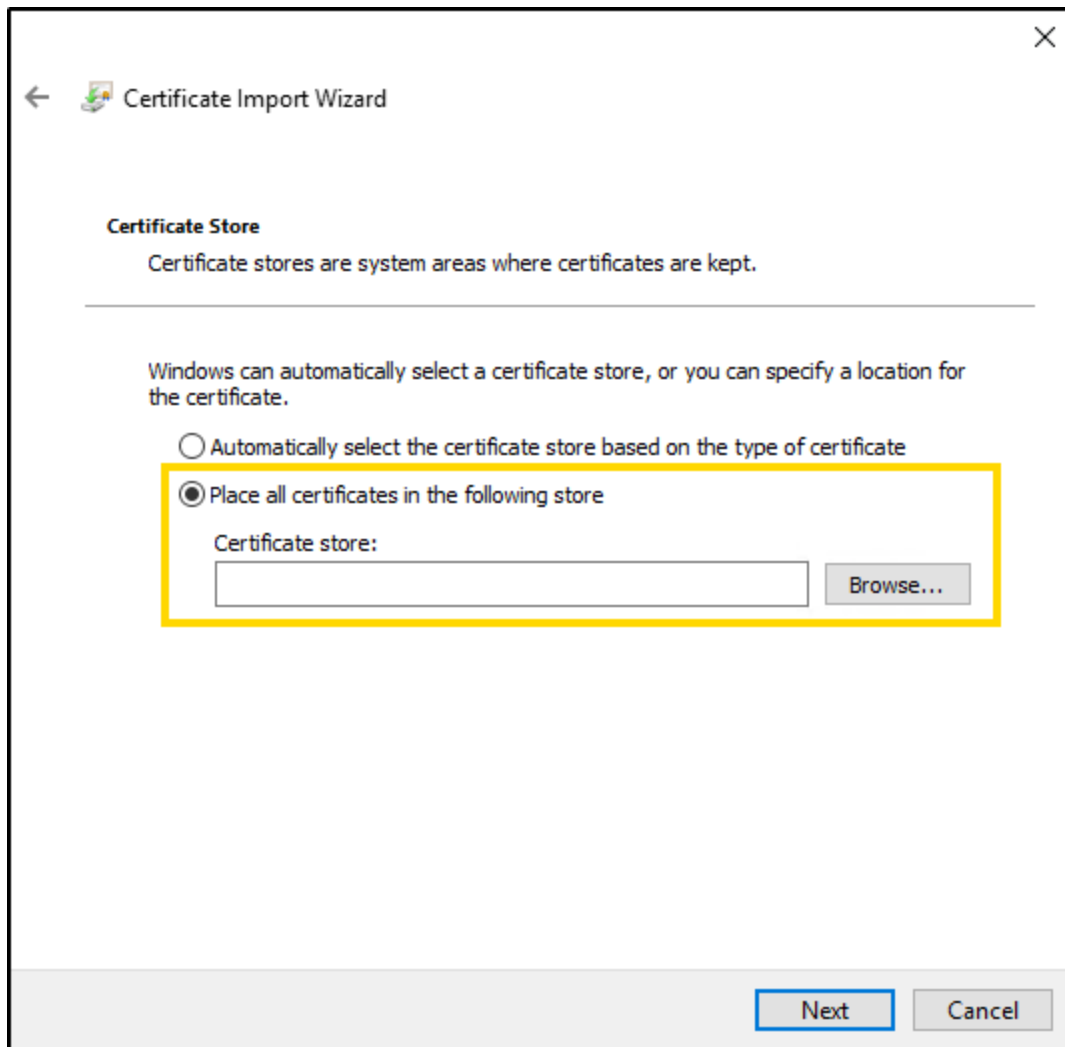 Certificate Import Wizard
Certificate Store
Certificate stores are system areas where certificates are kept.
Windows can automatically select a certificate store, or you can specify a location for
the certificate.
Automatically select the certificate store based on the type of certificate
Place all certificates in the following store
Certificate store:
Browse...
Next
Cancel